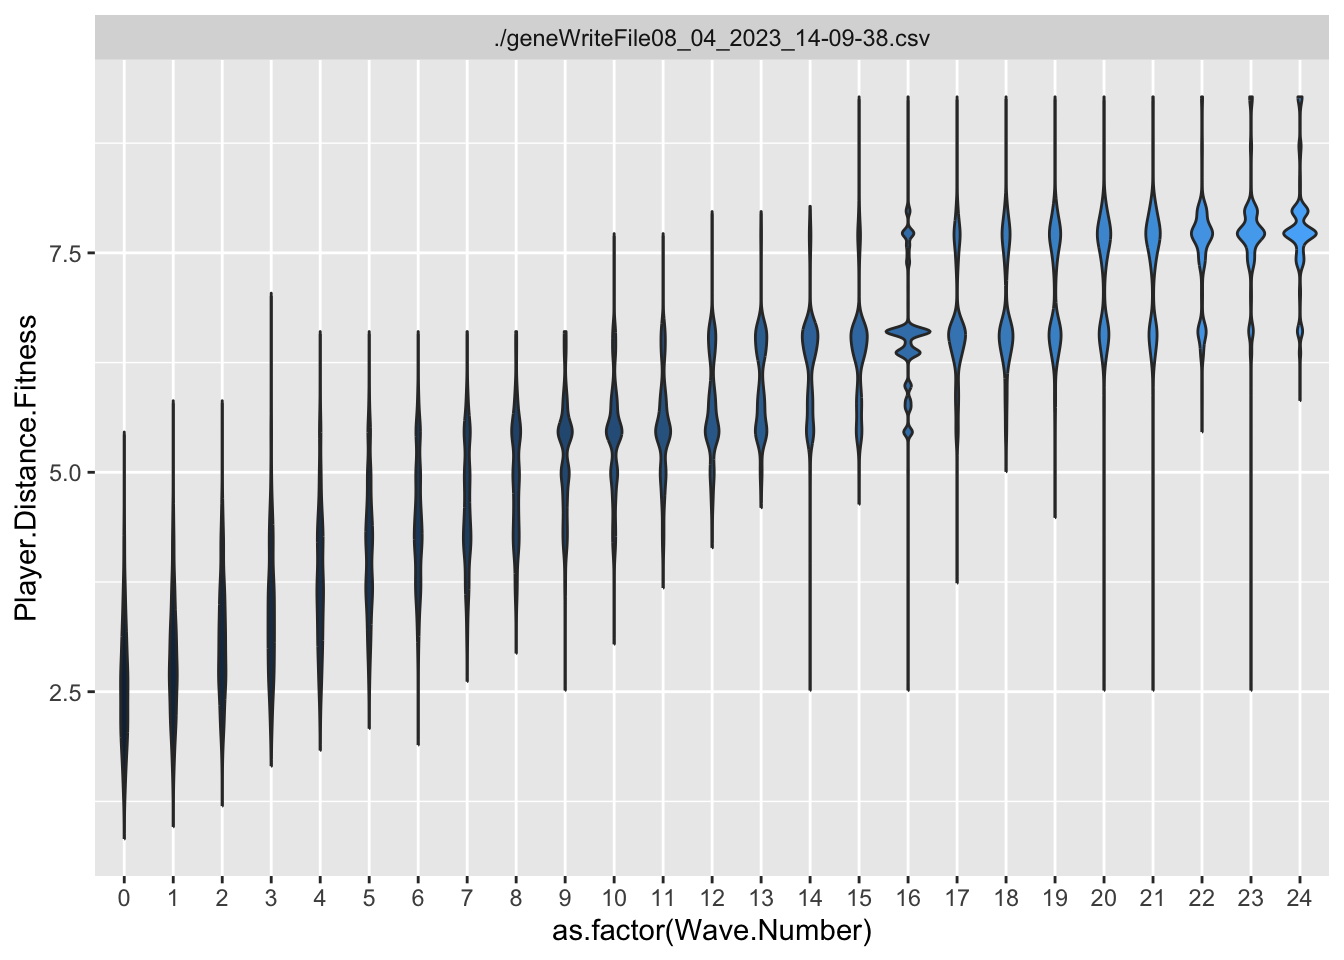 ./geneWriteFile08_04_2023_14-09-38.csv
Player.Distance.Fitness
7.5
5.0
2.5
0 1 2 3 4 5 6 7 8 9 10 11 12 13 14 15 16 17 18 19 20 21 22 23 24
as.factor(Wave.Number)